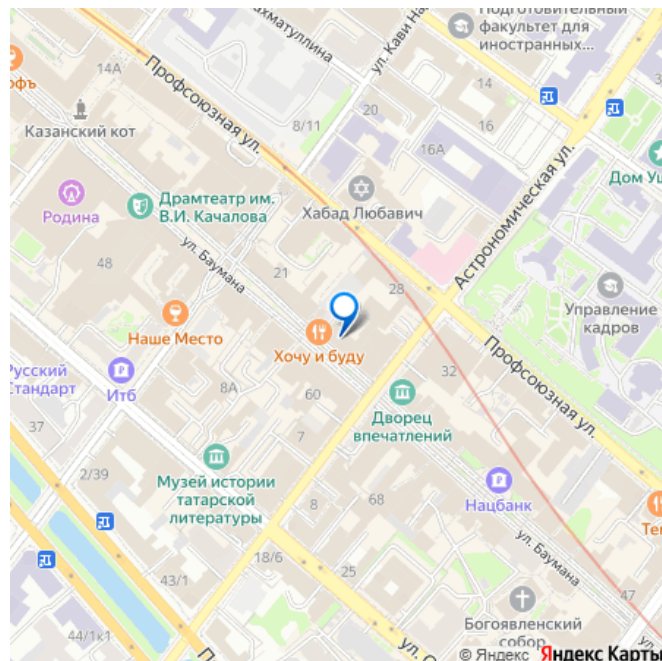 Подготовительный
факультет для
иностранных...
14А
Профсоюзная ул.
ул. Кави На
14
20
8/11
16
16А
Казанский кот
Дом Уш
Астрономическая ул.
Родина
Драмтеатр им.
В.И. Качалова
Хабад Любавич
48
ул. Баумана
21
28
Управление
кадров
Наше Место
Хочу и буду
Профсоюзная ул.
Русский
Стандарт
Итб
8А
60
32
Дворец
впечатлений
37
7
2/39
Музей истории
татарской
литературы
8
68
Нацбанк
18/6
ул. Баумана
43/1
25
47
Богоявленский
собор
44/1к1
© Яндекс Яндекс Карты